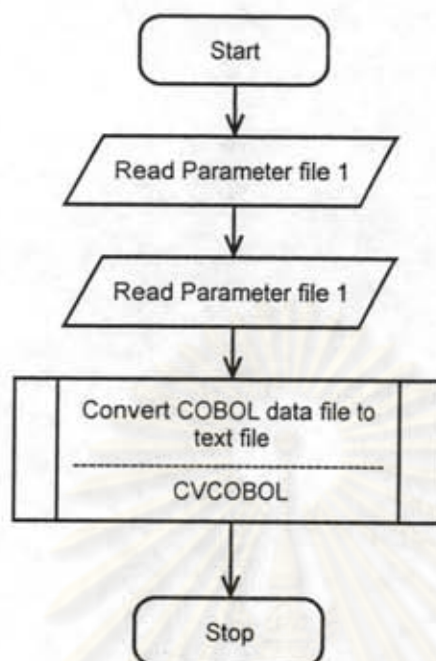 Start
Read Parameter file 1
Read Parameter file 1
Convert COBOL data file to
text file
CVCOBOL
Stop